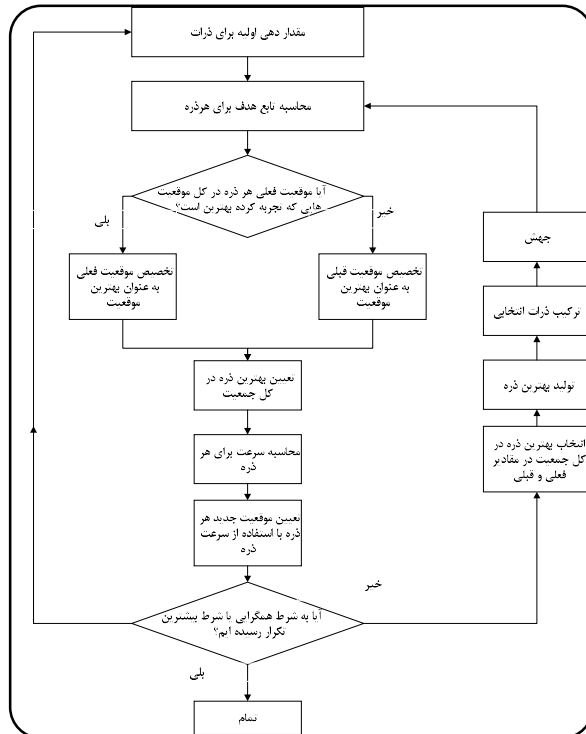 مقدار دهی اولیه برای ذرات
محاسبه تابع هدف برای هرذره
آیا موقعیت فعلی هر ذره در کل موقعیت
هایی که تجربه کرده بهترین است؟
بلی
خیر
تخصیص موقعیت فعلی
به عنوان بهترین
موقعیت
تخصیص موقعیت قبلی
به عنوان بهترین
موقعیت
تعیین بهترین ذره در
کل جمعیت
محاسبه سرعت برای هر
ذره
تعیین موقعیت جدید هر
ذره با استفاده از سرعت
ذره
آیا به شرط همگرایی یا شرط بیشترین
تکرار رسیده ایم؟
خیر
بلی
تمام
جهش
ترکیب ذرات انتخابی
تولید بهترین ذره
انتخاب بهترین ذره در
کل جمعیت در مقادیر
فعلی و قبلی